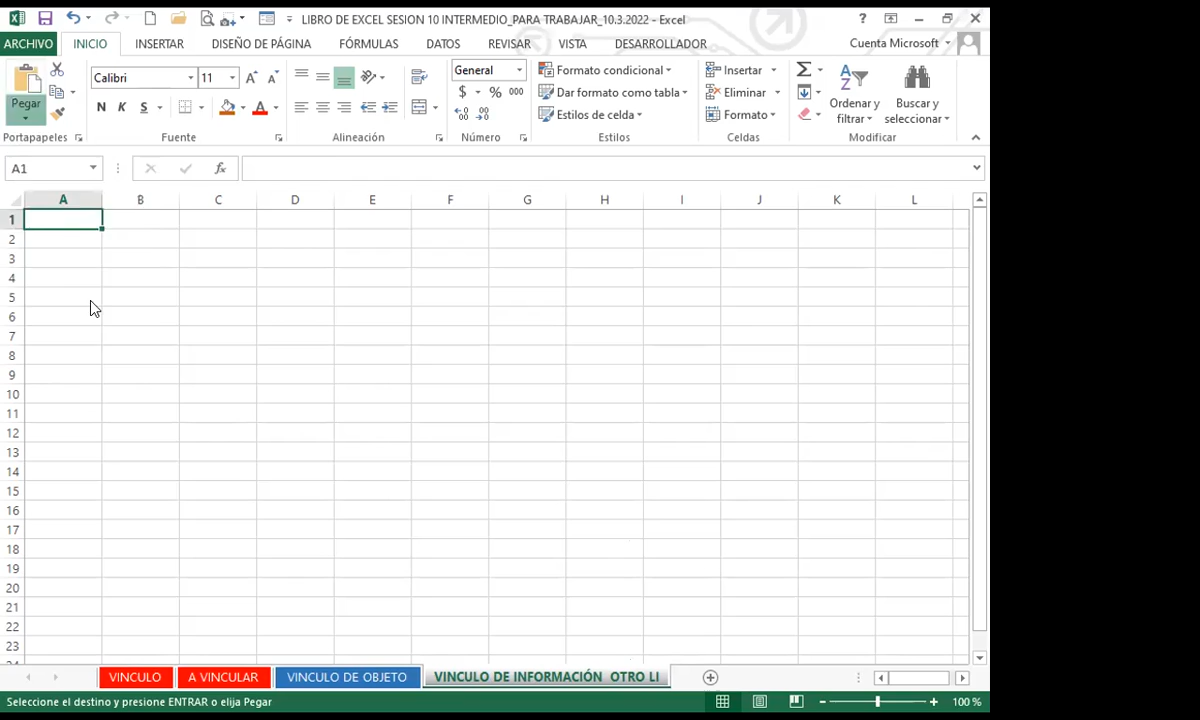 LIBRO DE EXCEL SESION 10 INTERMEDIO_PARA TRABAJAR_10.3.2022 - Excel
?
ARCHIVO INICIO INSERTAR DISEÑO DE PÁGINA FÓRMULAS DATOS REVISAR VISTA DESARROLLADOR Cuenta Microsoft
Pegar
Calibri 11
General
Formato condicional
Insertar
N K S
$ % 000
Dar formato como tabla
Eliminar
Ordenar y filtrar
Buscar y seleccionar
Estilos de celda
Formato
Portapapeles Fuente Alineación Número Estilos Celdas Modificar
A1 fx
A B C D E F G H I J K L
1
2
3
4
5
6
7
8
9
10
11
12
13
14
15
16
17
18
19
20
21
22
23
VINCULO A VINCULAR VINCULO DE OBJETO VINCULO DE INFORMACIÓN OTRO LI
Seleccione el destino y presione ENTRAR o elija Pegar 100 %